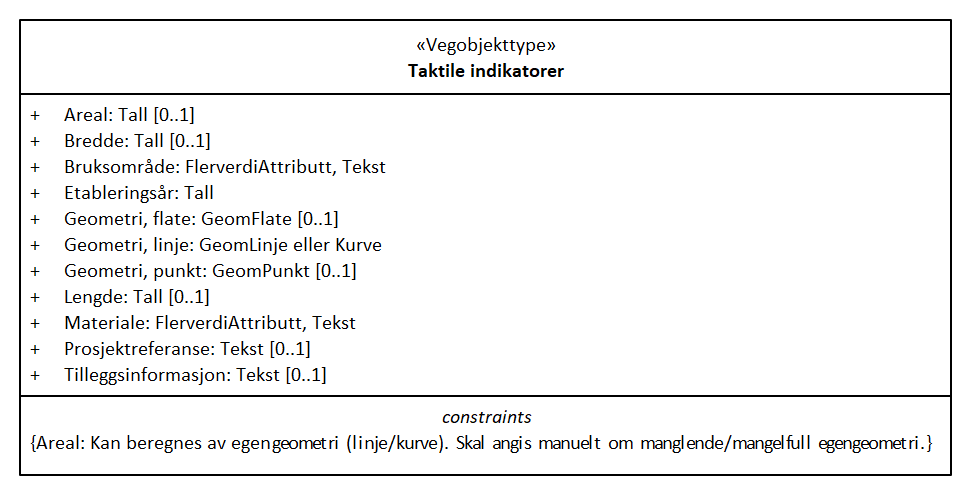 «Vegobjekttype»
Taktile indikatorer
+ Areal: Tall [0..1]
+ Bredde: Tall [0..1]
+ Bruksområde: FlerverdiAttributt, Tekst
+ Etableringsår: Tall
+ Geometri, flate: GeomFlate [0..1]
+ Geometri, linje: GeomLinje eller Kurve
+ Geometri, punkt: GeomPunkt [0..1]
+ Lengde: Tall [0..1]
+ Materiale: FlerverdiAttributt, Tekst
+ Prosjektreferanse: Tekst [0..1]
+ Tilleggsinformasjon: Tekst [0..1]
constraints
{Areal: Kan beregnes av egengeometri (linje/kurve). Skal angis manuelt om manglende/mangelfull egengeometri.}